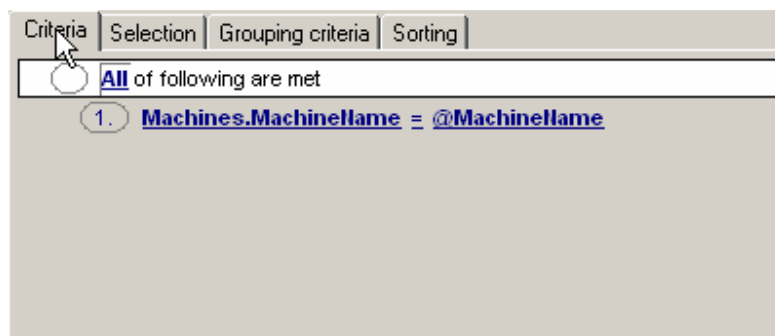 Criteria Selection Grouping criteria Sorting
All of following are met
1. Machines.MachineName = @MachineName